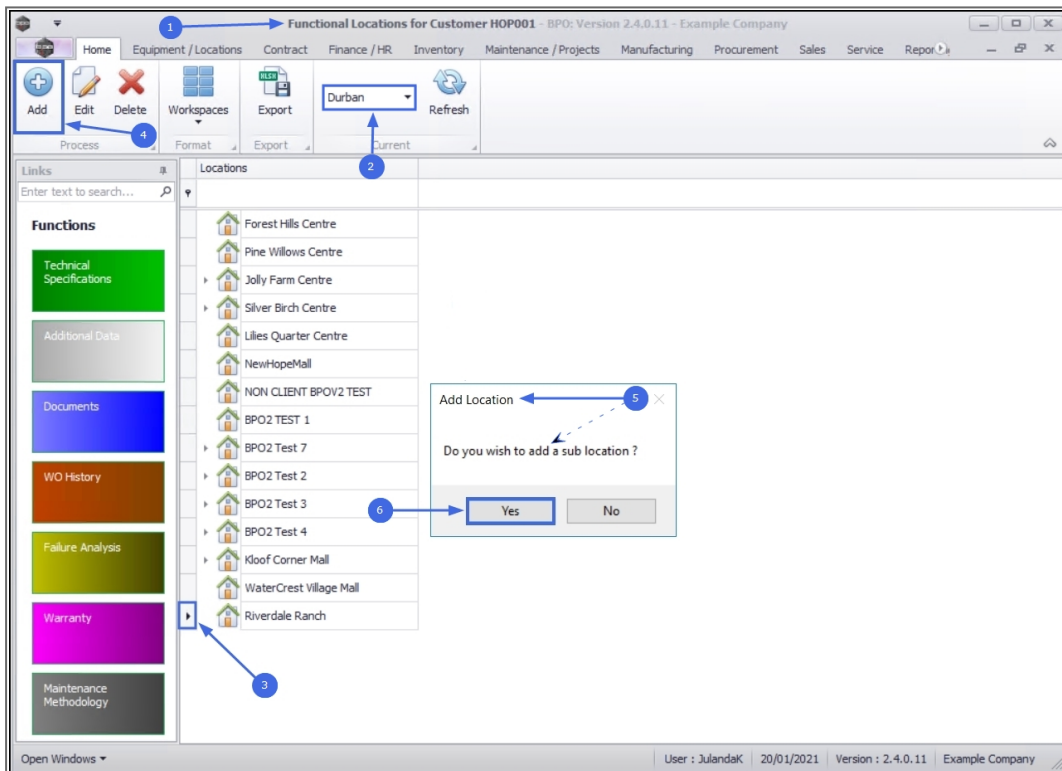 1
Functional Locations for Customer HOP001 - BPO: Version 2.4.0.11 - Example Company
Home Equipment / Locations Contract Finance / HR Inventory Maintenance / Projects Manufacturing Procurement Sales Service Repor
Add Edit Delete Workspaces Export Durban Refresh
XLSX
4
Process Format Export Current
2
Links
Enter text to search...
Functions
Technical
Specifications
Additional Data
Documents
WO History
Failure Analysis
Warranty
Maintenance
Methodology
Locations
Forest Hills Centre
Pine Willows Centre
Jolly Farm Centre
Silver Birch Centre
Lilies Quarter Centre
NewHopeMall
NON CLIENT BPOV2 TEST
BPO2 TEST 1
BPO2 Test 7
BPO2 Test 2
BPO2 Test 3
BPO2 Test 4
Kloof Corner Mall
WaterCrest Village Mall
Riverdale Ranch
3
Add Location
5
Do you wish to add a sub location ?
6
Yes No
Open Windows
User : JulandaK 20/01/2021 Version : 2.4.0.11 Example Company